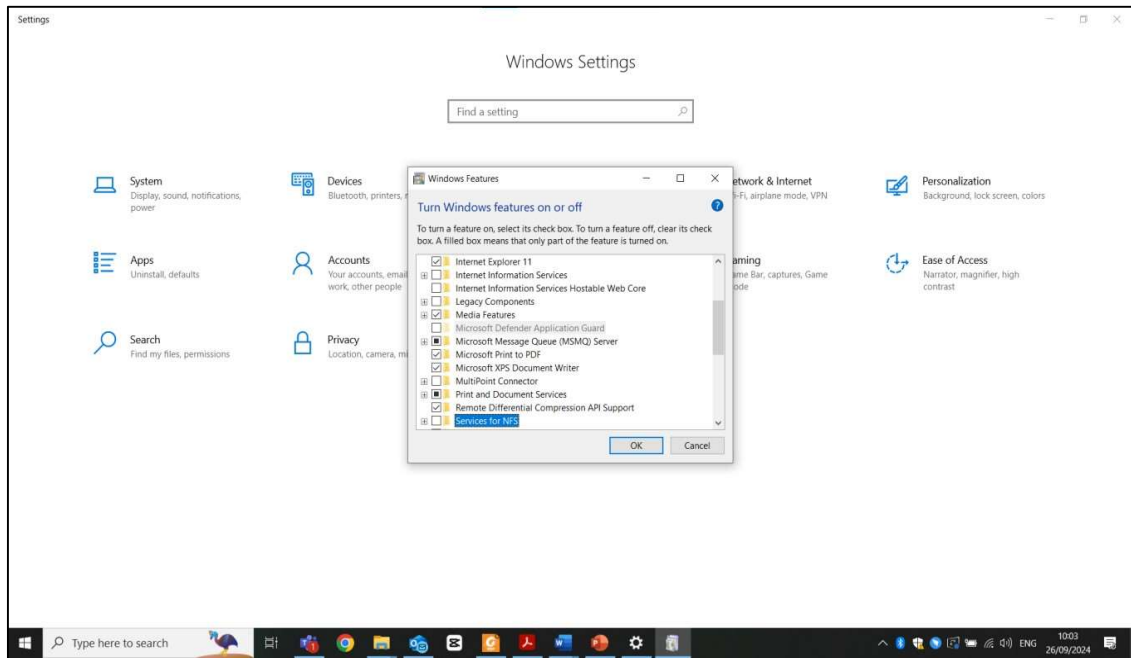 Settings
Windows Settings
Find a setting
System
Display, sound, notifications,
power
Devices
Bluetooth, printers,
etwork & Internet
-Fi, airplane mode, VPN
Personalization
Background, lock screen, colors
Apps
Uninstall, defaults
Accounts
Your accounts, email
work, other people
aming
ame Bar, captures, Game
ode
Ease of Access
Narrator, magnifier, high
contrast
Search
Find my files, permissions
Privacy
Location, camera,
Windows Features
Turn Windows features on or off
To turn a feature on, select its check box. To turn a feature off, clear its check
box. A filled box means that only part of the feature is turned on.
Internet Explorer 11
Internet Information Services
Internet Information Services Hostable Web Core
Legacy Components
Media Features
Microsoft Defender Application Guard
Microsoft Message Queue (MSMQ) Server
Microsoft Print to PDF
Microsoft XPS Document Writer
MultiPoint Connector
Print and Document Services
Remote Differential Compression API Support
Services for NFS
OK
Cancel
Type here to search
ENG
10:03
26/09/2024